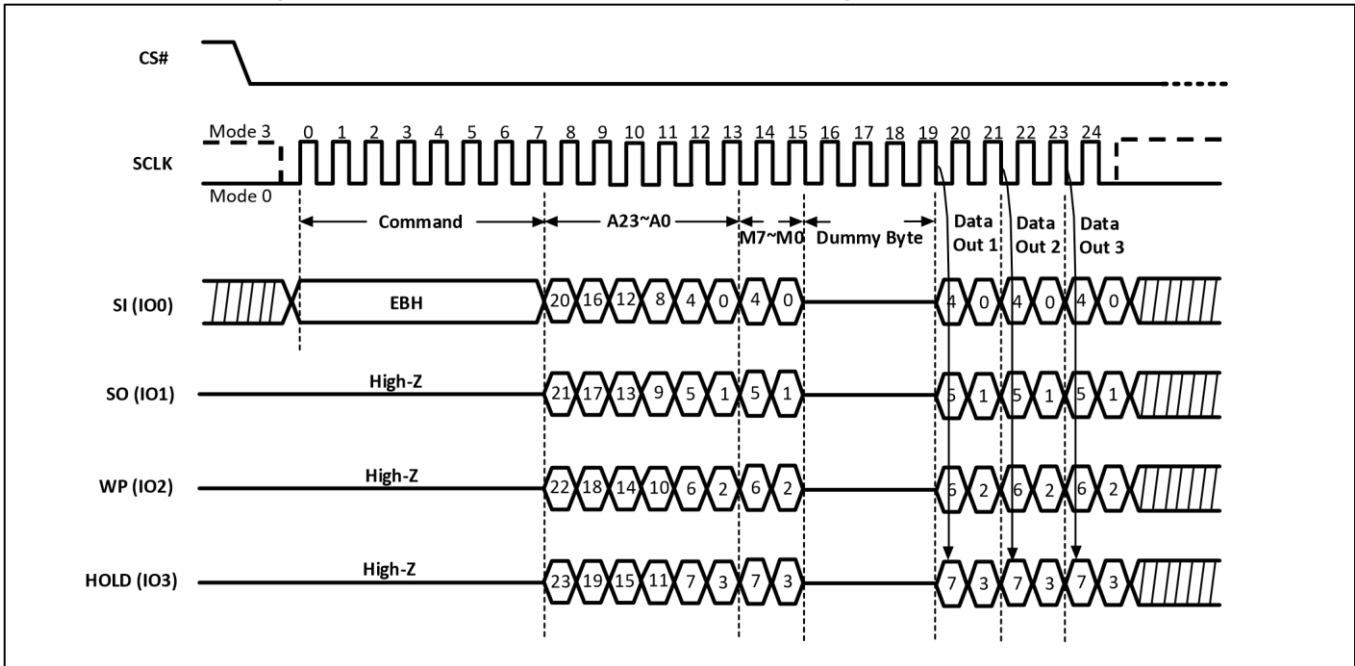 CS#
Mode 3
0 1 2 3 4 5 6 7 8 9 10 11 12 13 14 15 16 17 18 19 20 21 22 23 24
SCLK
Mode 0
Command A23~A0 M7~M0 Dummy Byte Data Out 1 Data Out 2 Data Out 3
SI (IO0) EBH 20 16 12 8 4 0 4 0 4 0 4 0 4 0
SO (IO1) High-Z 21 17 13 9 5 1 5 1 5 1 5 1 5 1
WP (IO2) High-Z 22 18 14 10 6 2 6 2 6 2 6 2 6 2
HOLD (IO3) High-Z 23 19 15 11 7 3 7 3 7 3 7 3 7 3